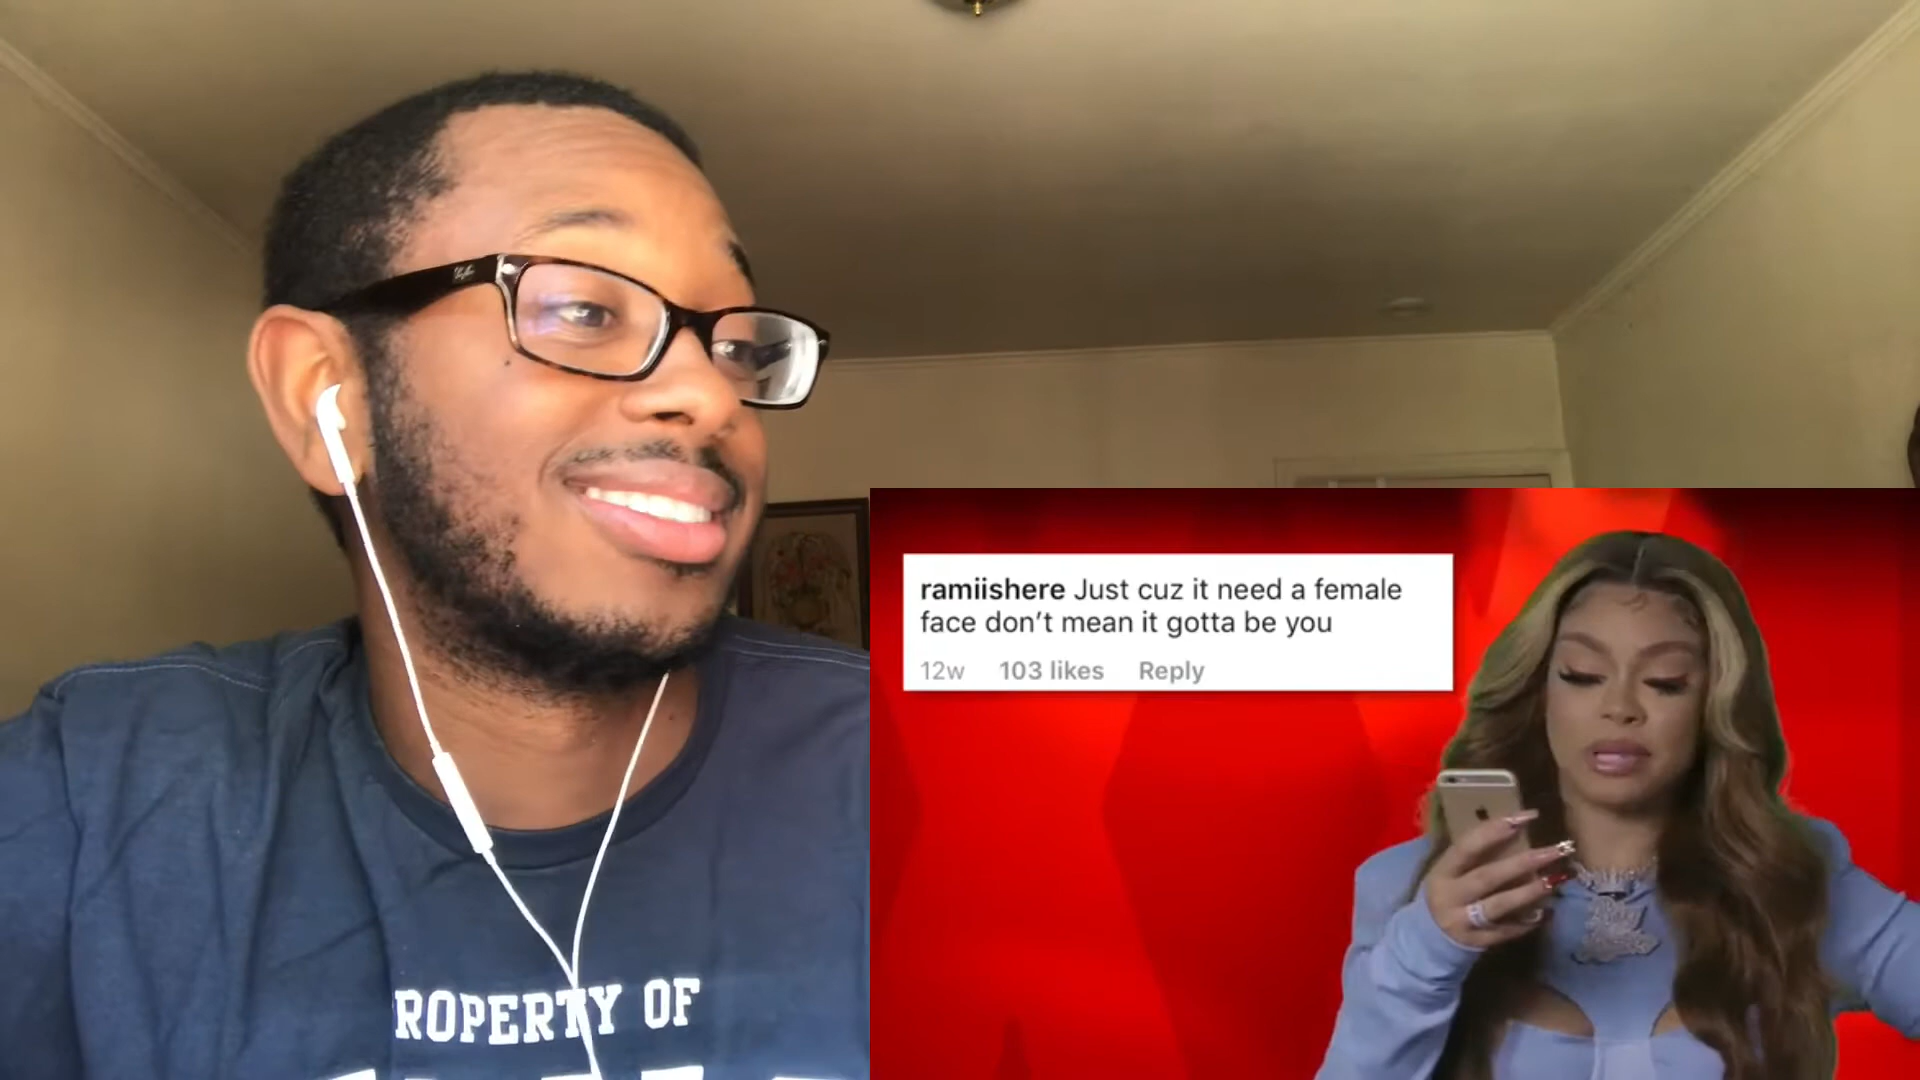 ramiishere Just cuz it need a female
face don't mean it gotta be you
12w 103 likes Reply
ROPERTY OF